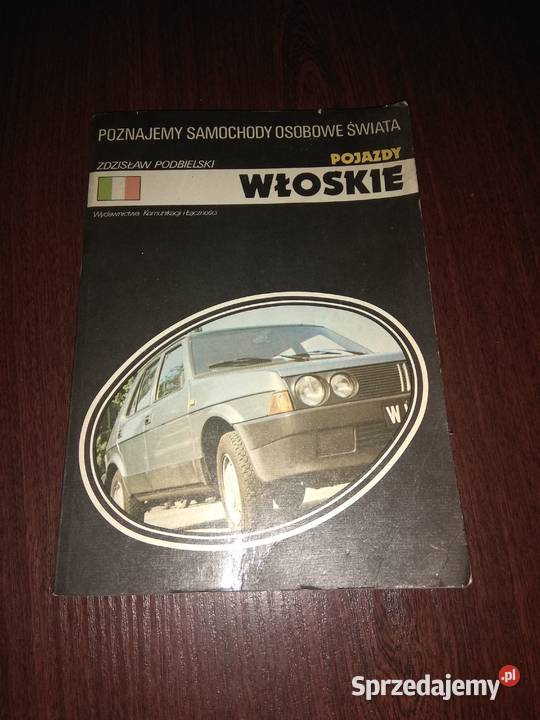 POZNAJEMY SAMOCHODY OSOBOWE ŚWIATA
ZDZISŁAW PODBIELSKI
POJAZDY
WŁOSKIE
Wydawnictwa Komunikacji i Łączności
W
Sprzedajemy.pl